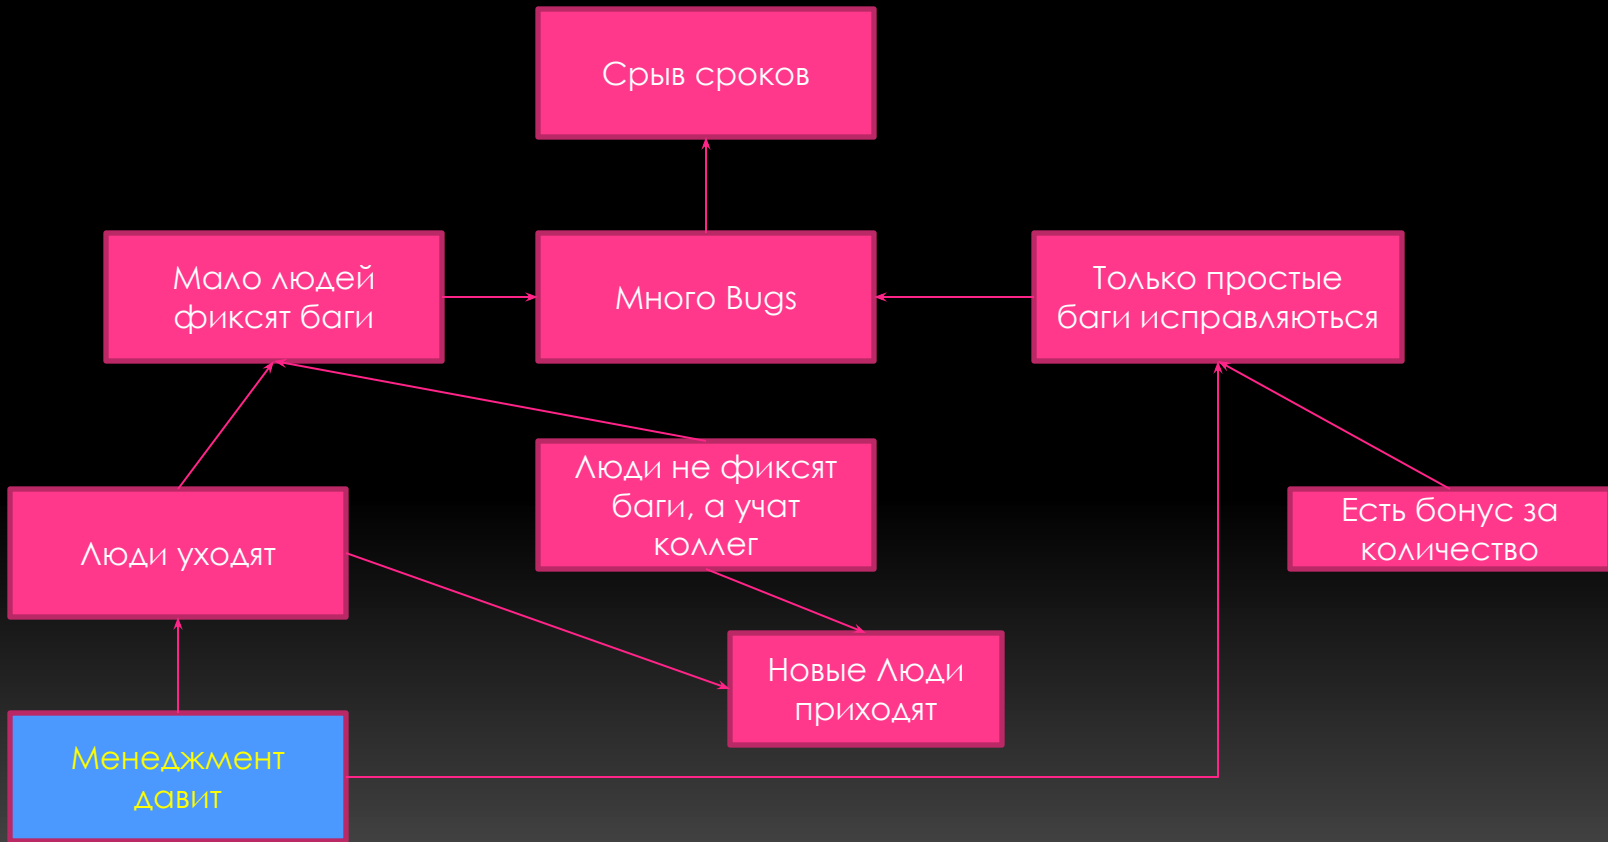 Срыв сроков
Мало людей
фиксят баги
Много Bugs
Только простые
баги исправляються
Люди не фиксят
баги, а учат
коллег
Люди уходят
Есть бонус за
количество
Новые Люди
приходят
Менеджмент
давит